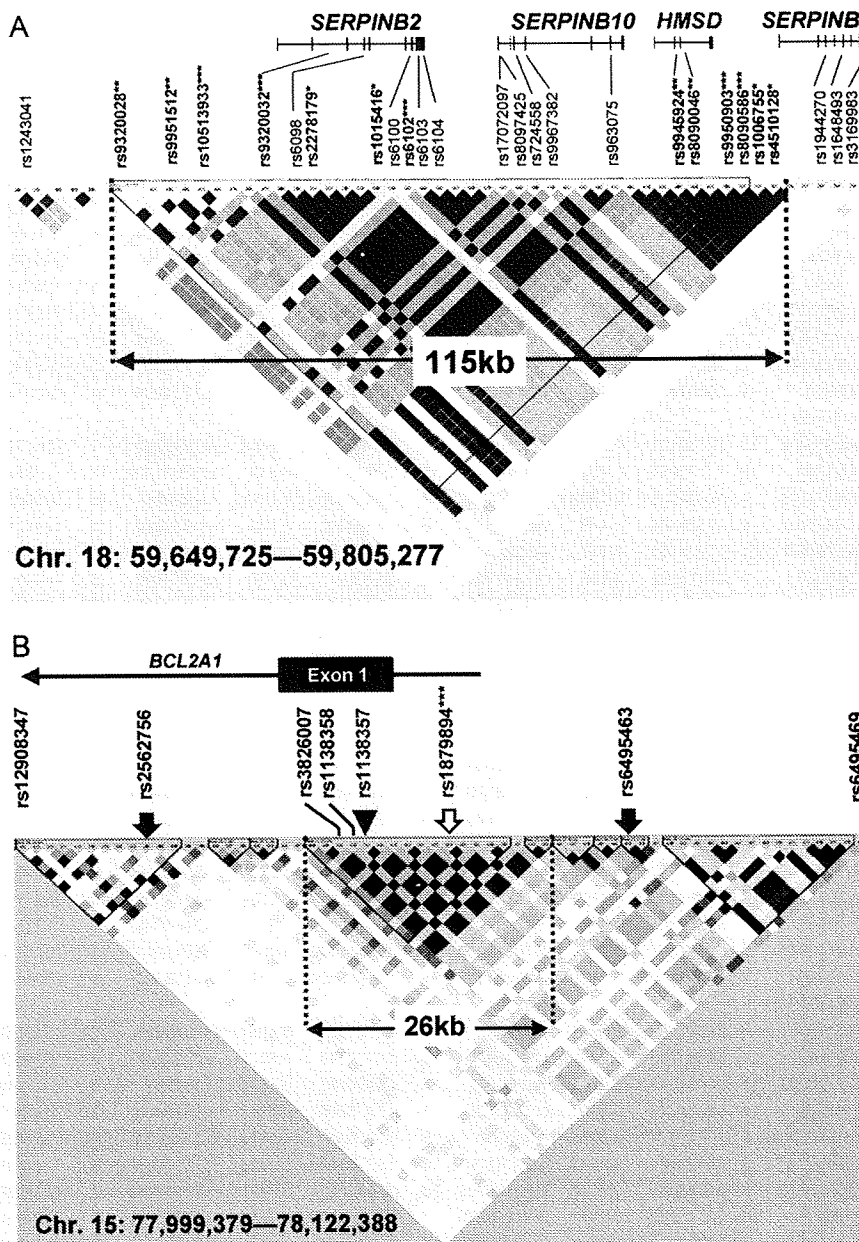 A
SERPINB2 SERPINB10 HMSD SERPINB
rs1243041
rs9320028**
rs9951512**
rs10513933***
rs9320032***
rs6098
rs2278179*
rs1015416*
rs6100
rs6102***
rs6103
rs6104
rs17072097
rs8097425
rs724558
rs9967382
rs963075
rs9945924**
rs8090046**
rs9950903***
rs8090586***
rs1006755*
rs4510128*
rs1944270
rs1648493
rs3169983
115kb
Chr. 18: 59,649,725—59,805,277
B
BCL2A1
Exon 1
rs12908347
rs2562756
rs3826007
rs1138358
rs1138357
rs1879894***
rs6495463
rs6495469
26kb
Chr. 15: 77,999,379—78,122,388